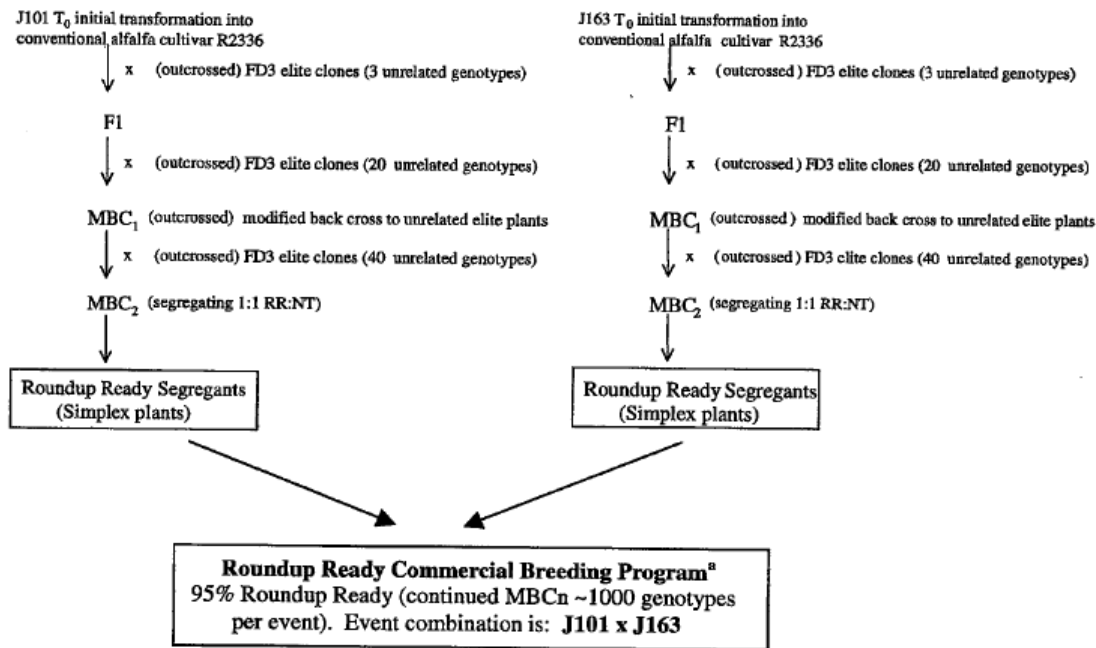 J101 T0 initial transformation into
conventional alfalfa cultivar R2336
x (outcrossed) FD3 elite clones (3 unrelated genotypes)
F1
x (outcrossed) FD3 elite clones (20 unrelated genotypes)
MBC1 (outcrossed) modified back cross to unrelated elite plants
x (outcrossed) FD3 elite clones (40 unrelated genotypes)
MBC2 (segregating 1:1 RR:NT)
Roundup Ready Segregants
(Simplex plants)
J163 T0 initial transformation into
conventional alfalfa cultivar R2336
x (outcrossed) FD3 elite clones (3 unrelated genotypes)
F1
x (outcrossed) FD3 elite clones (20 unrelated genotypes)
MBC1 (outcrossed) modified back cross to unrelated elite plants
x (outcrossed) FD3 elite clones (40 unrelated genotypes)
MBC2 (segregating 1:1 RR:NT)
Roundup Ready Segregants
(Simplex plants)
Roundup Ready Commercial Breeding Programª
95% Roundup Ready (continued MBCn ~1000 genotypes
per event). Event combination is: J101 x J163